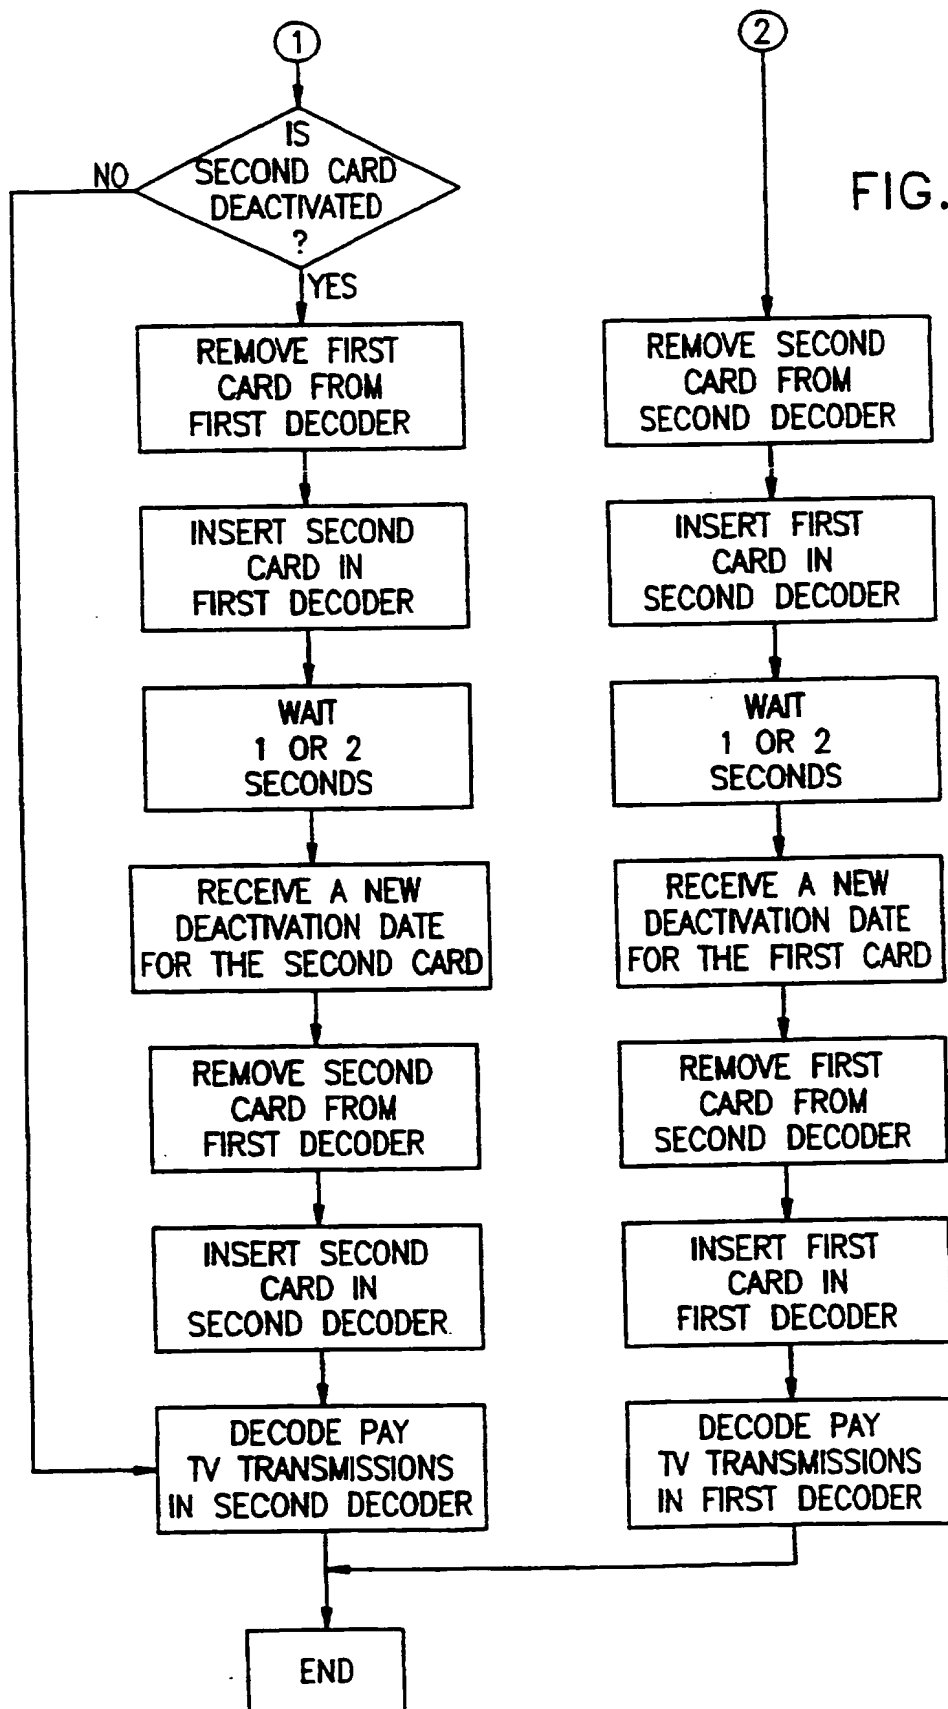 1
IS
SECOND CARD
DEACTIVATED
?
NO
YES
REMOVE FIRST
CARD FROM
FIRST DECODER
INSERT SECOND
CARD IN
FIRST DECODER
WAIT
1 OR 2
SECONDS
RECEIVE A NEW
DEACTIVATION DATE
FOR THE SECOND CARD
REMOVE SECOND
CARD FROM
FIRST DECODER
INSERT SECOND
CARD IN
SECOND DECODER
DECODE PAY
TV TRANSMISSIONS
IN SECOND DECODER
END
2
FIG.
REMOVE SECOND
CARD FROM
SECOND DECODER
INSERT FIRST
CARD IN
SECOND DECODER
WAIT
1 OR 2
SECONDS
RECEIVE A NEW
DEACTIVATION DATE
FOR THE FIRST CARD
REMOVE FIRST
CARD FROM
SECOND DECODER
INSERT FIRST
CARD IN
FIRST DECODER
DECODE PAY
TV TRANSMISSIONS
IN FIRST DECODER